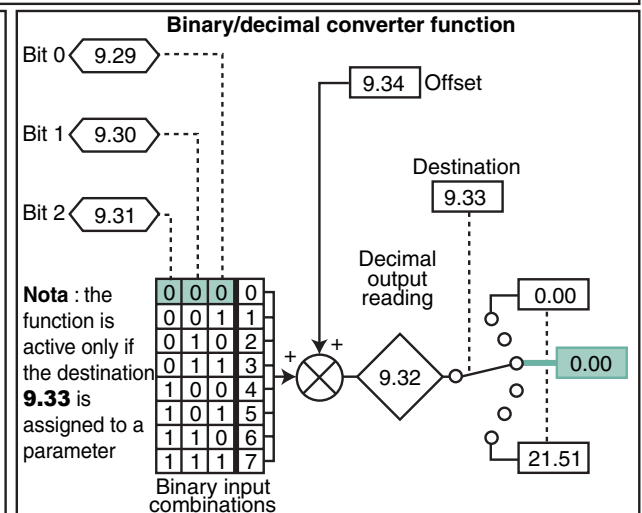 Binary/decimal converter function
Bit 0 9.29
9.34 Offset
Bit 1 9.30
Destination
9.33
Bit 2 9.31
Decimal
output
reading
Nota : the
function is
active only if
the destination
9.33 is
assigned to a
parameter
0 0 0 0
0 0 1 1
0 1 0 2
0 1 1 3
1 0 0 4
1 0 1 5
1 1 0 6
1 1 1 7
Binary input
combinations
+
+
9.32
0.00
0.00
21.51